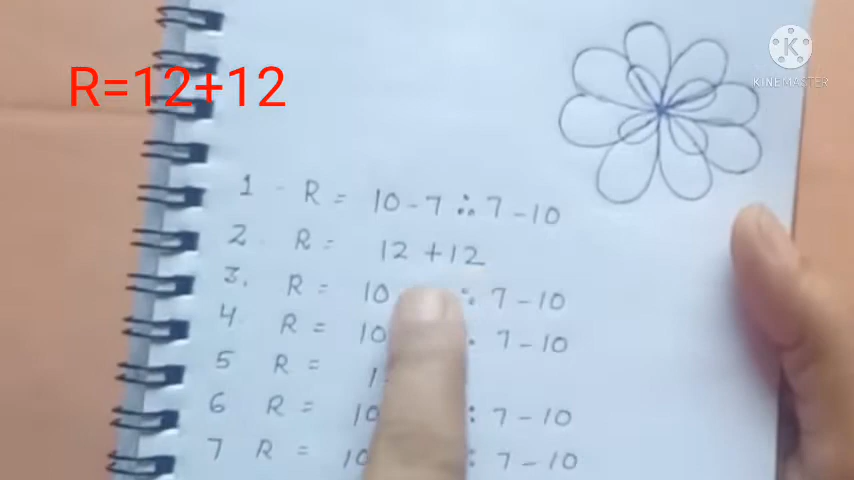 R=12+12
KINEMASTER
1 - R = 10-7 ∴ 7-10
2 R = 12 +12
3. R = 10 : 7-10
4. R = 10 . 7-10
5 R = 1
6 R = 10 : 7-10
7 R = 10 : 7-10